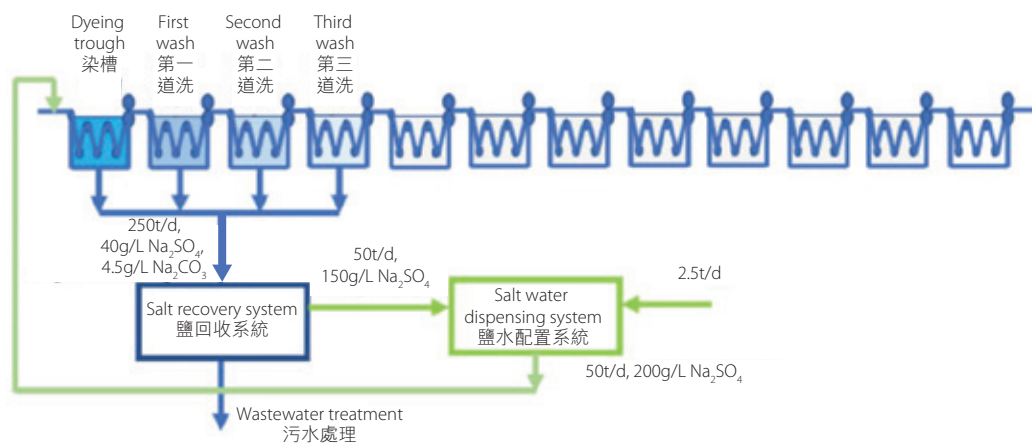 Dyeing
trough
染槽
First
wash
第一
道洗
Second
wash
第二
道洗
Third
wash
第三
道洗
250t/d,
40g/L Na₂SO₄,
4.5g/L Na₂CO₃
50t/d,
150g/L Na₂SO₄
2.5t/d
Salt recovery system
鹽回收系統
Salt water
dispensing system
鹽水配置系統
50t/d, 200g/L Na₂SO₄
Wastewater treatment
污水處理